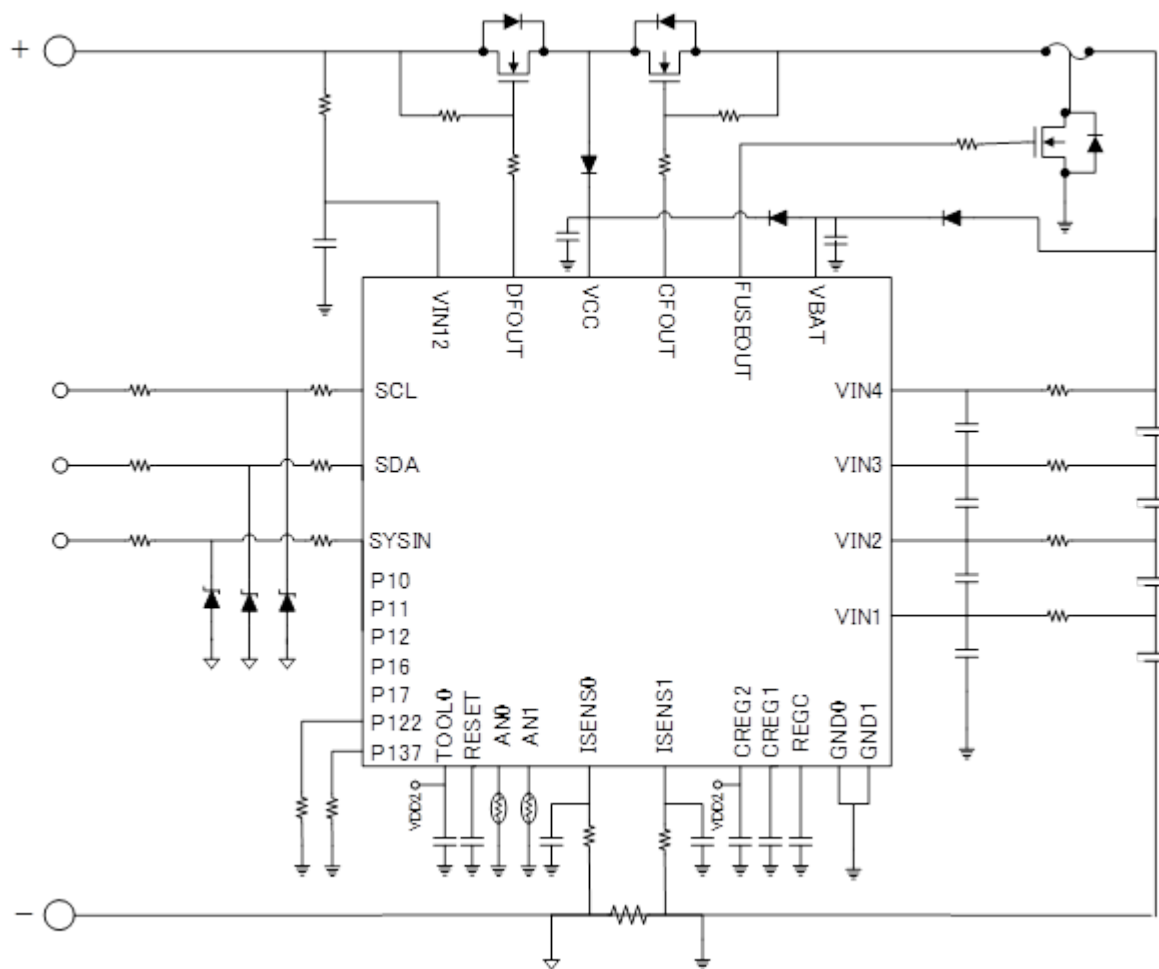 +
VIN12
DFOUT
VCC
CFOUT
FUSEOUT
VBAT
SCL
SDA
SYSIN
P10
P11
P12
P16
P17
P122
P137
VIN4
VIN3
VIN2
VIN1
TOOL0
RESET
AN0
AN1
ISENS0
ISENS1
CREG2
CREG1
REGC
GND0
GND1
VDD2
VDD2
-